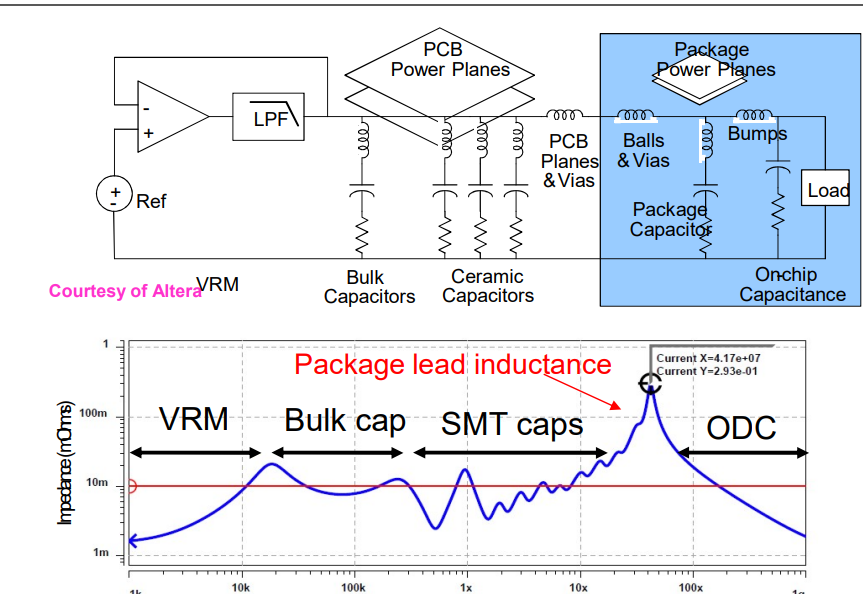 PCB
Power Planes
Package
Power Planes
-
+
LPF
PCB
Planes
& Vias
Balls
& Vias
Bumps
+
-
Ref
Package
Capacitor
Load
Courtesy of Altera
VRM
Bulk
Capacitors
Ceramic
Capacitors
On-chip
Capacitance
1
100m
10m
1m
Impedance (mOhms)
Package lead inductance
Current X=4.17e+07
Current Y=2.93e-01
VRM
Bulk cap
SMT caps
ODC
1k
10k
100k
1x
10x
100x
1g